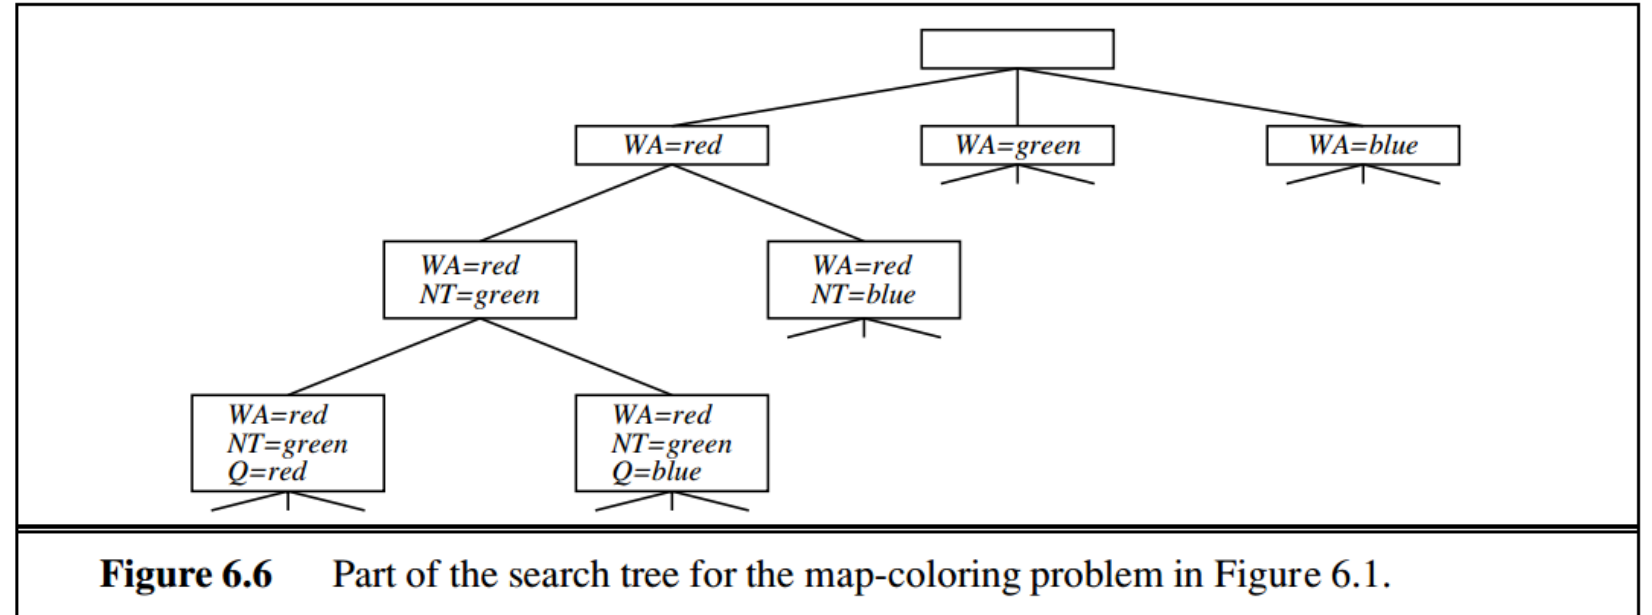 WA=red
WA=green
WA=blue
WA=red
NT=green
WA=red
NT=blue
WA=red
NT=green
Q=red
WA=red
NT=green
Q=blue
Figure 6.6 Part of the search tree for the map-coloring problem in Figure 6.1.